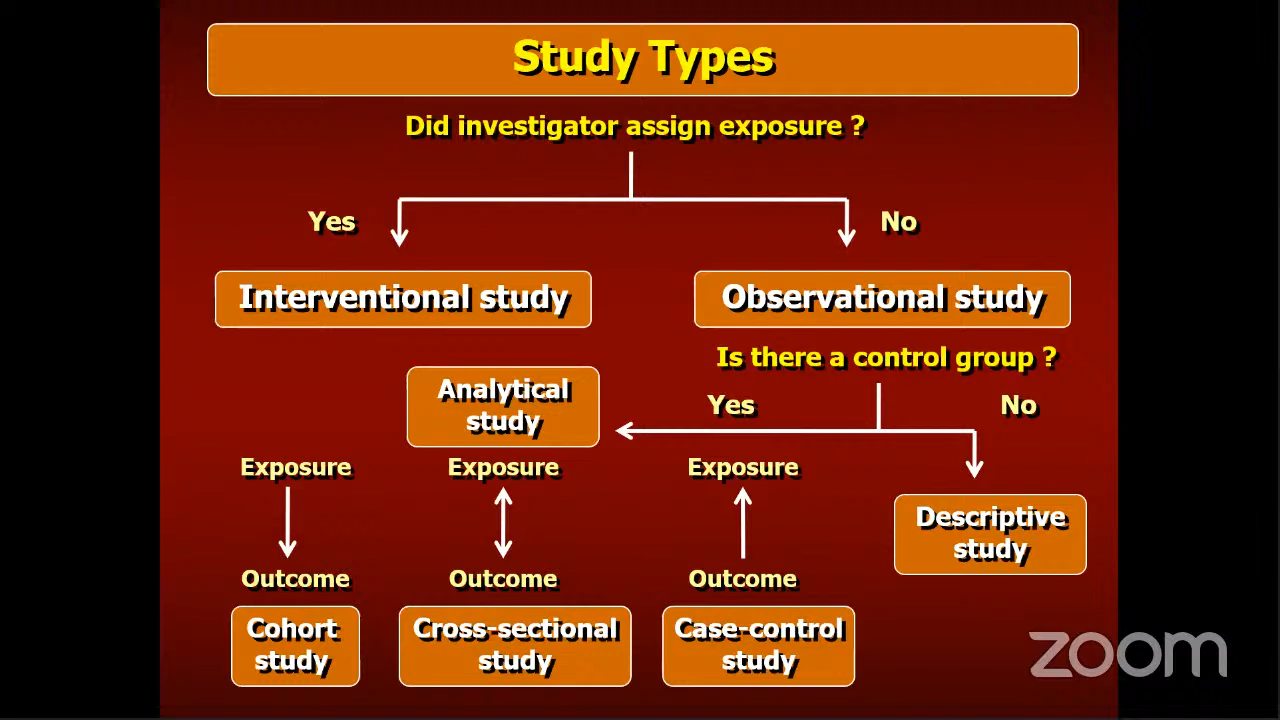 Study Types
Did investigator assign exposure ?
Yes
No
Interventional study
Observational study
Is there a control group ?
Analytical
study
Yes
No
Exposure
Exposure
Exposure
Descriptive
study
Outcome
Outcome
Outcome
Cohort
study
Cross-sectional
study
Case-control
study
zoom